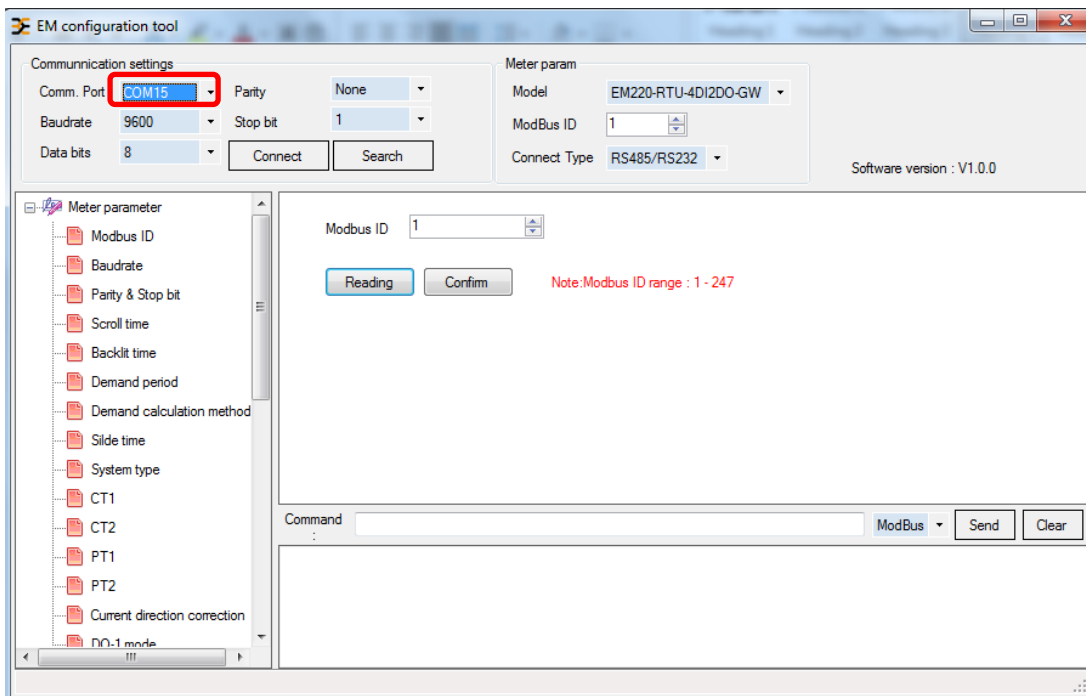 EM configuration tool
Communnication settings
Comm. Port COM15 Parity None
Baudrate 9600 Stop bit 1
Data bits 8 Connect Search
Meter param
Model EM220-RTU-4DI2DO-GW
ModBus ID 1
Connect Type RS485/RS232
Software version : V1.0.0
Meter parameter
Modbus ID
Baudrate
Parity & Stop bit
Scroll time
Backlit time
Demand period
Demand calculation method
Silde time
System type
CT1
CT2
PT1
PT2
Current direction correction
DO-1 mode
Modbus ID 1
Reading Confirm Note:Modbus ID range : 1 - 247
Command
:
ModBus Send Clear